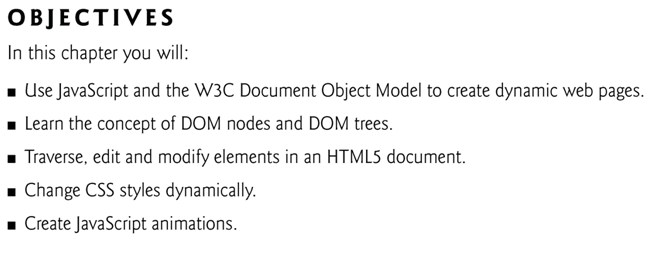 OBJECTIVES
In this chapter you will:
■ Use JavaScript and the W3C Document Object Model to create dynamic web pages.
■ Learn the concept of DOM nodes and DOM trees.
■ Traverse, edit and modify elements in an HTML5 document.
■ Change CSS styles dynamically.
■ Create JavaScript animations.